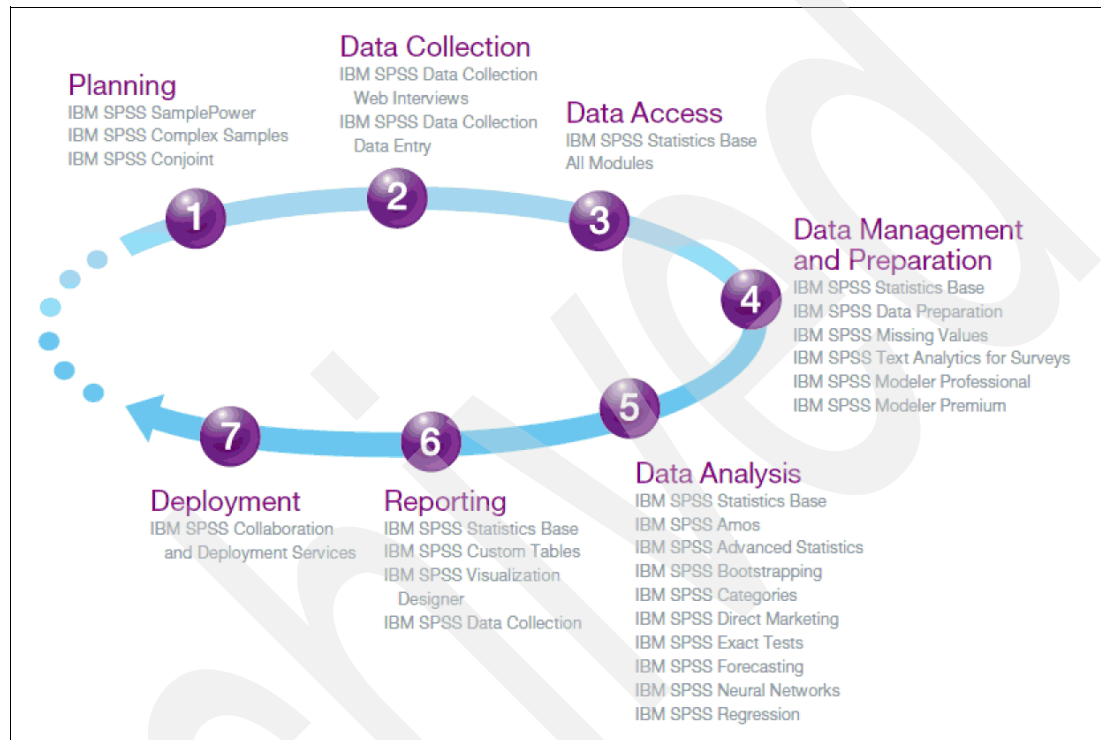 Planning
IBM SPSS SamplePower
IBM SPSS Complex Samples
IBM SPSS Conjoint
1
Data Collection
IBM SPSS Data Collection
Web Interviews
IBM SPSS Data Collection
Data Entry
2
Data Access
IBM SPSS Statistics Base
All Modules
3
Data Management
and Preparation
IBM SPSS Statistics Base
IBM SPSS Data Preparation
IBM SPSS Missing Values
IBM SPSS Text Analytics for Surveys
IBM SPSS Modeler Professional
IBM SPSS Modeler Premium
4
5
Data Analysis
IBM SPSS Statistics Base
IBM SPSS Amos
IBM SPSS Advanced Statistics
IBM SPSS Bootstrapping
IBM SPSS Categories
IBM SPSS Direct Marketing
IBM SPSS Exact Tests
IBM SPSS Forecasting
IBM SPSS Neural Networks
IBM SPSS Regression
6
Reporting
IBM SPSS Statistics Base
IBM SPSS Custom Tables
IBM SPSS Visualization
Designer
IBM SPSS Data Collection
7
Deployment
IBM SPSS Collaboration
and Deployment Services